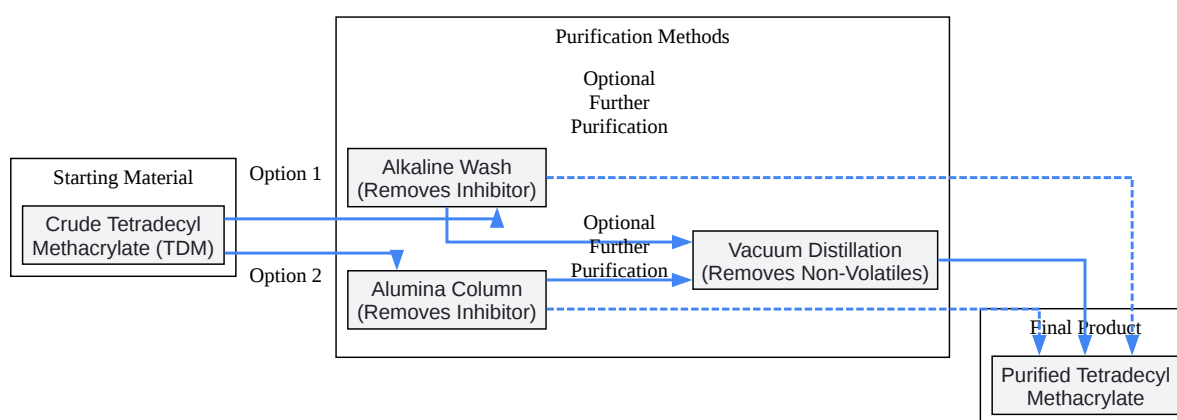 Purification Methods
Optional
Further
Purification
Starting Material
Option 1
Alkaline Wash
(Removes Inhibitor)
Crude Tetradecyl
Methacrylate (TDM)
Optional
Further
Purification
Vacuum Distillation
(Removes Non-Volatiles)
Option 2
Alumina Column
(Removes Inhibitor)
Final Product
Purified Tetradecyl
Methacrylate